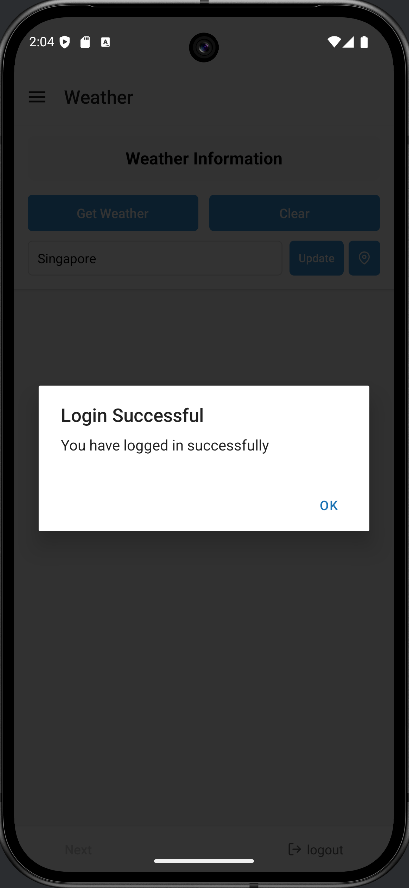 2:04
Weather
Weather Information
Get Weather Clear
Singapore Update
Login Successful
You have logged in successfully
OK
Next logout